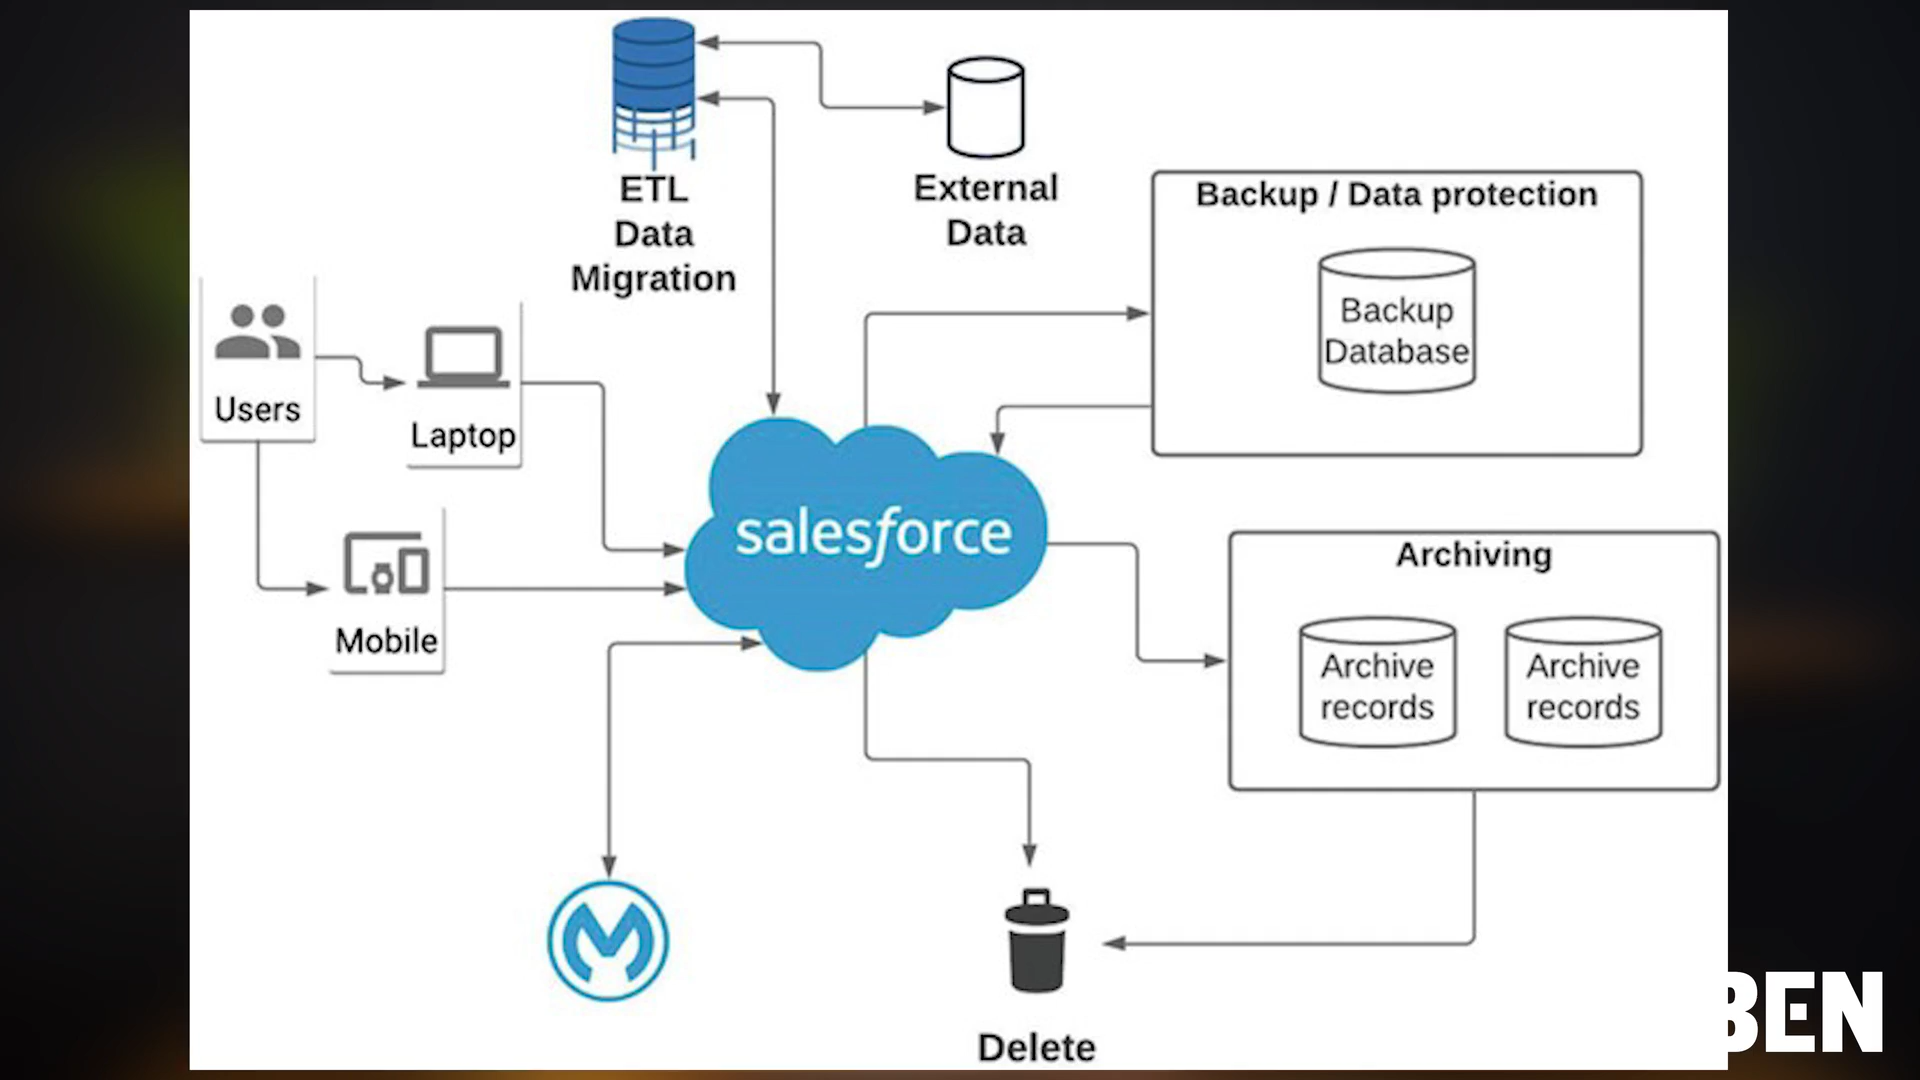 ETL
Data
Migration
External
Data
Backup / Data protection
Backup
Database
Users
Laptop
salesforce
Archiving
Archive
records
Archive
records
Mobile
Delete
BEN